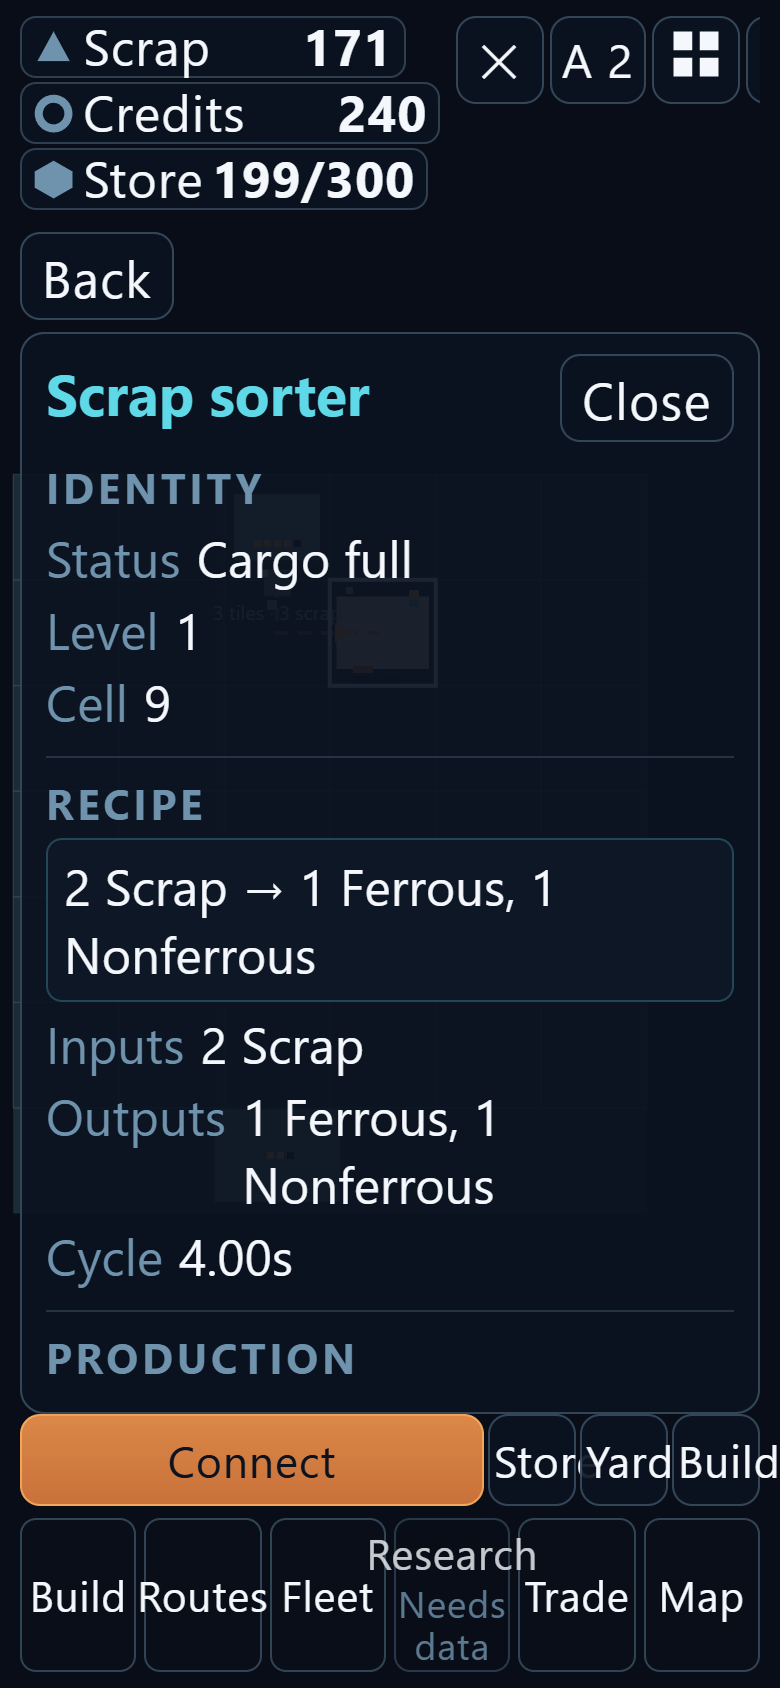 Scrap 171
A 2
Credits 240
Store 199/300
Back
Scrap sorter
Close
IDENTITY
Status Cargo full
3 tiles
Level 1
Cell 9
RECIPE
2 Scrap → 1 Ferrous, 1
Nonferrous
Inputs 2 Scrap
Outputs 1 Ferrous, 1
Nonferrous
Cycle 4.00s
PRODUCTION
Connect
Yard
Build
Build
Routes
Fleet
Research
Needs
data
Trade
Map